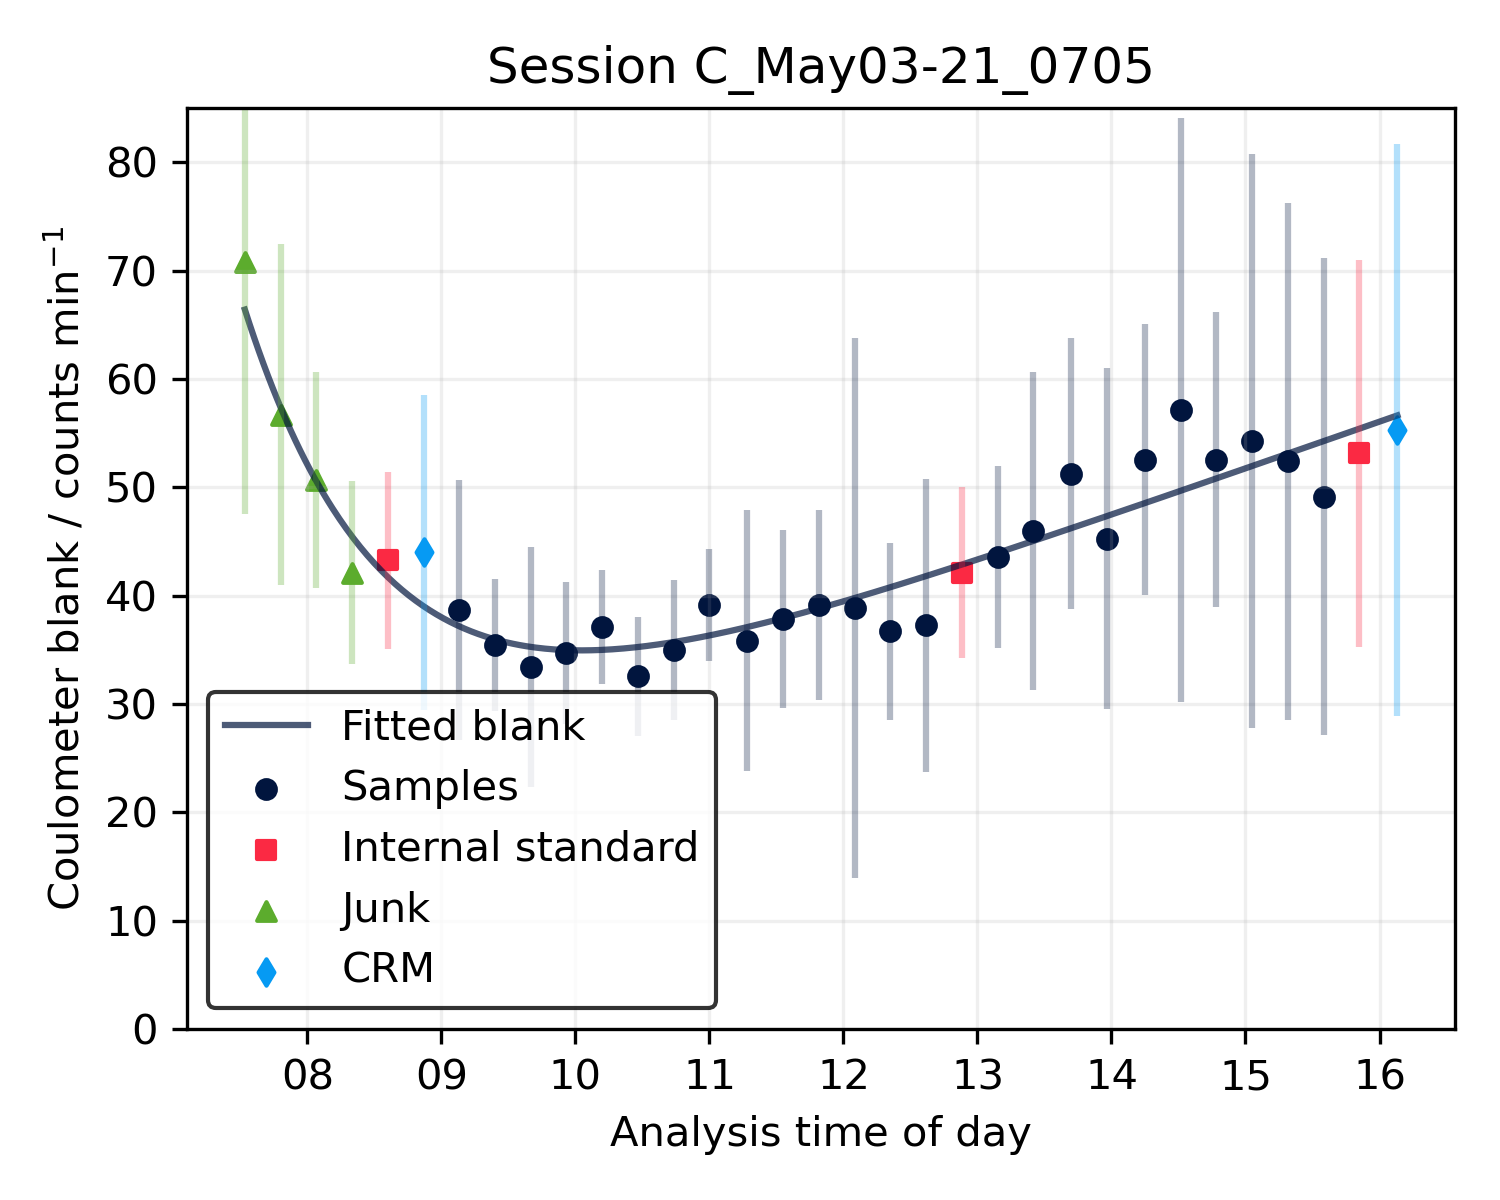 Session C_May03-21_0705
Coulometer blank / counts min⁻¹
80
70
60
50
40
30
20
10
0
Fitted blank
Samples
Internal standard
Junk
CRM
08 09 10 11 12 13 14 15 16
Analysis time of day